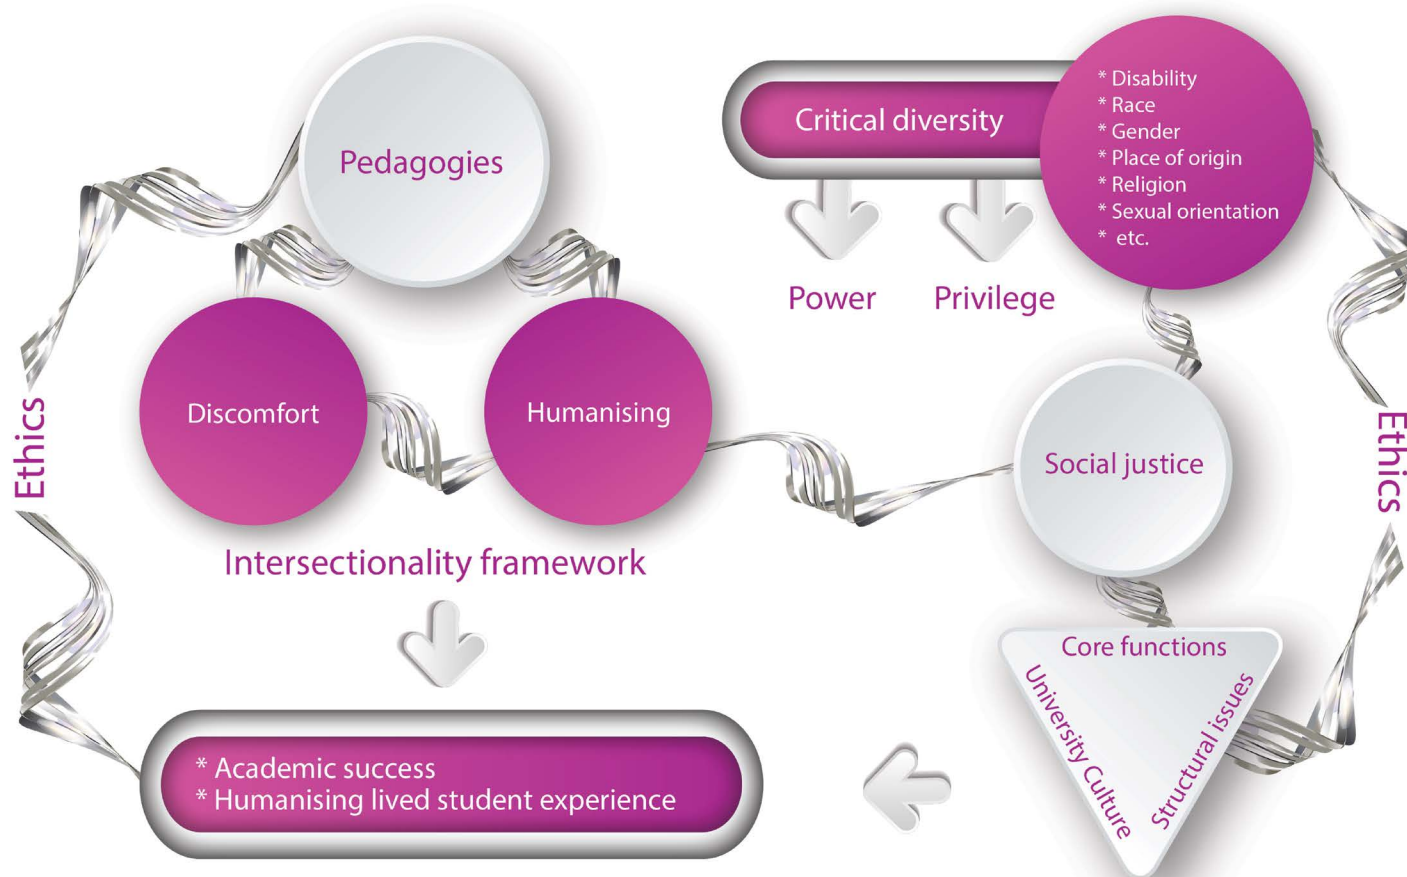 Pedagogies
Discomfort
Humanising
Intersectionality framework
Critical diversity
* Disability
* Race
* Gender
* Place of origin
* Religion
* Sexual orientation
* etc.
Power
Privilege
Social justice
Core functions
University Culture
Structural issues
Ethics
Ethics
* Academic success
* Humanising lived student experience